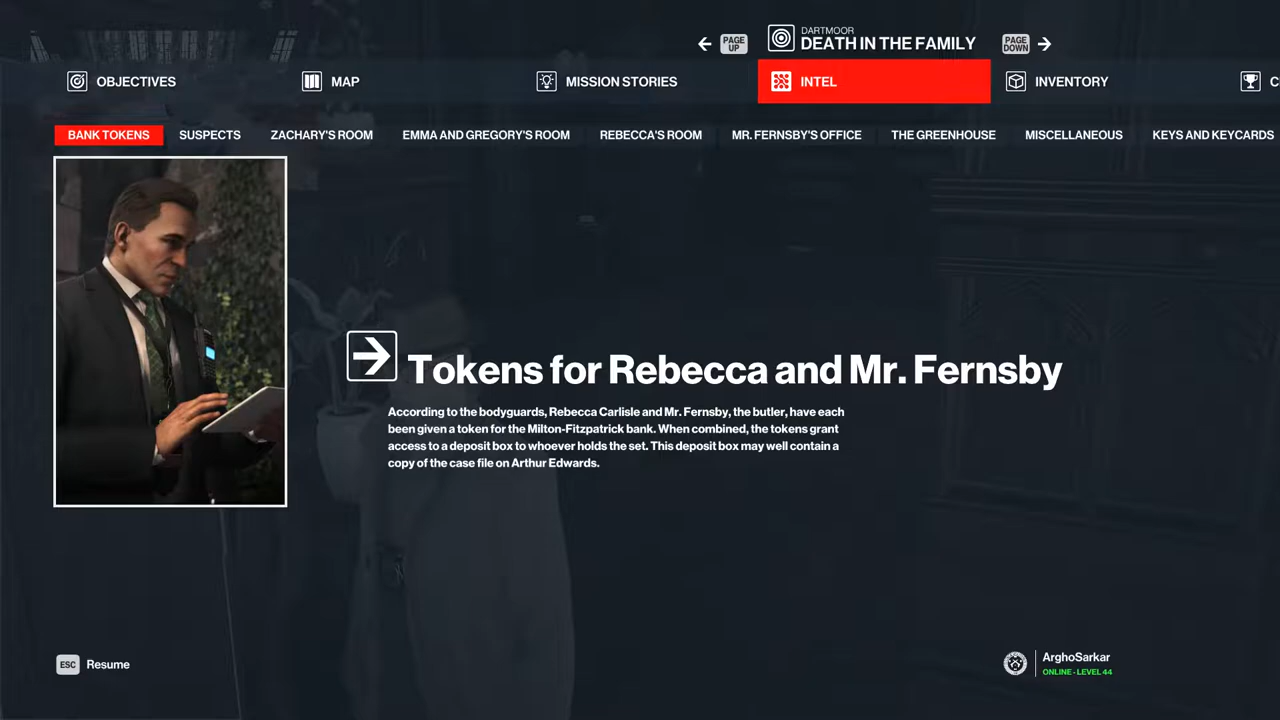 PAGE UP
DARTMOOR
DEATH IN THE FAMILY
PAGE DOWN
OBJECTIVES
MAP
MISSION STORIES
INTEL
INVENTORY
C
BANK TOKENS
SUSPECTS
ZACHARY'S ROOM
EMMA AND GREGORY'S ROOM
REBECCA'S ROOM
MR. FERNSBY'S OFFICE
THE GREENHOUSE
MISCELLANEOUS
KEYS AND KEYCARDS
Tokens for Rebecca and Mr. Fernsby
According to the bodyguards, Rebecca Carlisle and Mr. Fernsby, the butler, have each
been given a token for the Milton-Fitzpatrick bank. When combined, the tokens grant
access to a deposit box to whoever holds the set. This deposit box may well contain a
copy of the case file on Arthur Edwards.
ESC Resume
ArghoSarkar
ONLINE - LEVEL 44